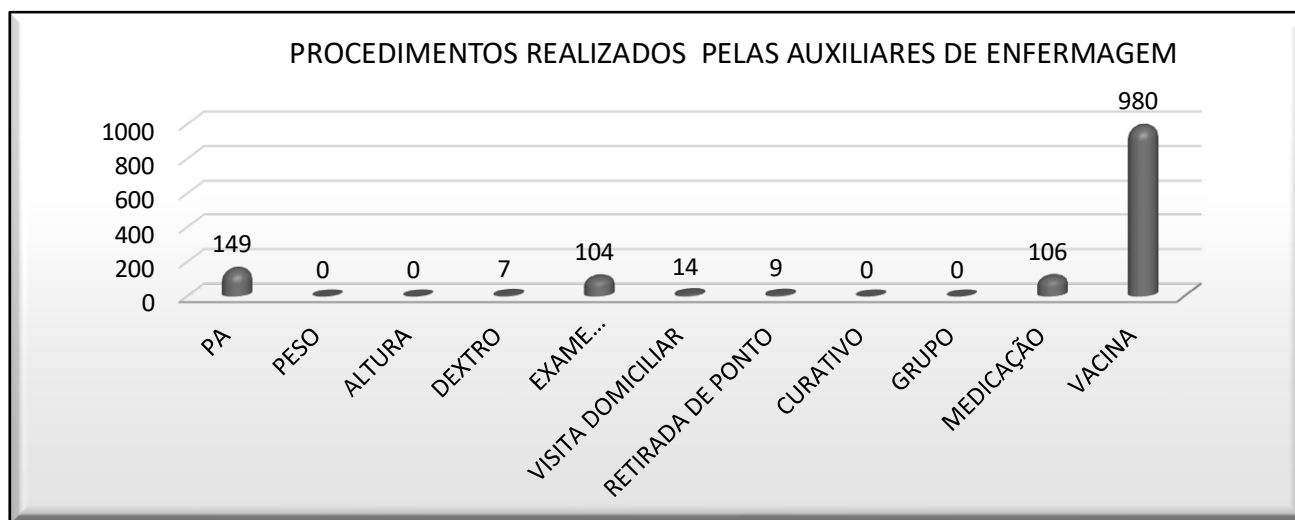 PROCEDIMENTOS REALIZADOS PELAS AUXILIARES DE ENFERMAGEM
980
1000
800
600
400
200
0
149
0
0
7
104
14
9
0
0
106
PA
PESO
ALTURA
DEXTRO
EXAME...
VISITA DOMICILIAR
RETIRADA DE PONTO
CURATIVO
GRUPO
MEDICAÇÃO
VACINA